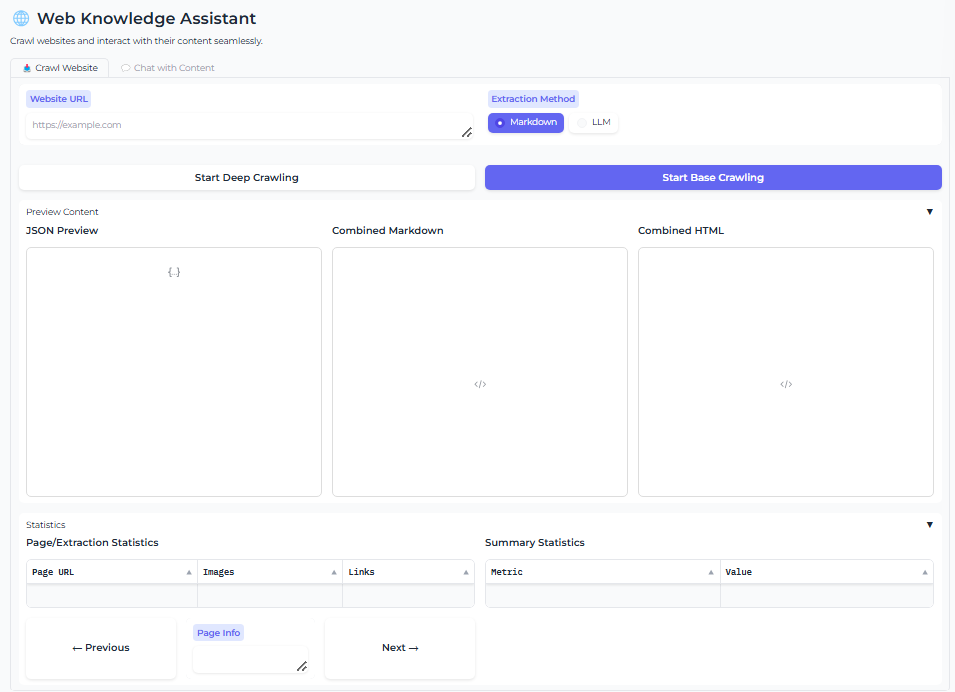 Web Knowledge Assistant
Crawl websites and interact with their content seamlessly.
Crawl Website
Chat with Content
Website URL
https://example.com
Extraction Method
Markdown
LLM
Start Deep Crawling
Start Base Crawling
Preview Content
JSON Preview
Combined Markdown
Combined HTML
{..}
</>
</>
Statistics
Page/Extraction Statistics
Summary Statistics
Page URL
Images
Links
Metric
Value
← Previous
Page Info
Next →